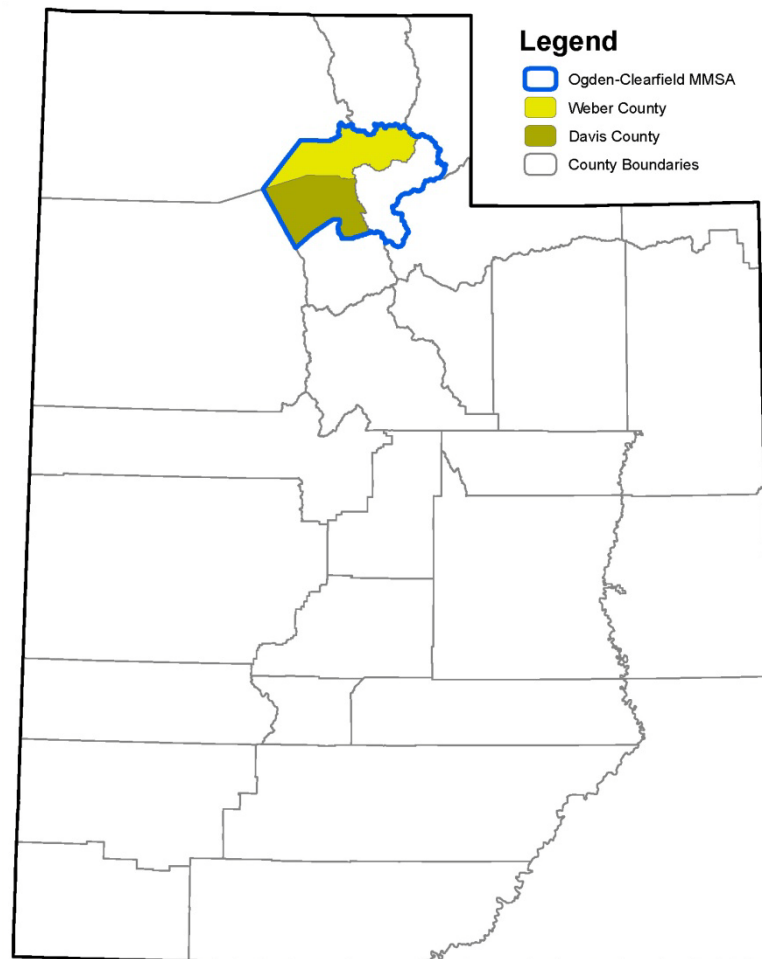 Legend
Ogden-Clearfield MMSA
Weber County
Davis County
County Boundaries